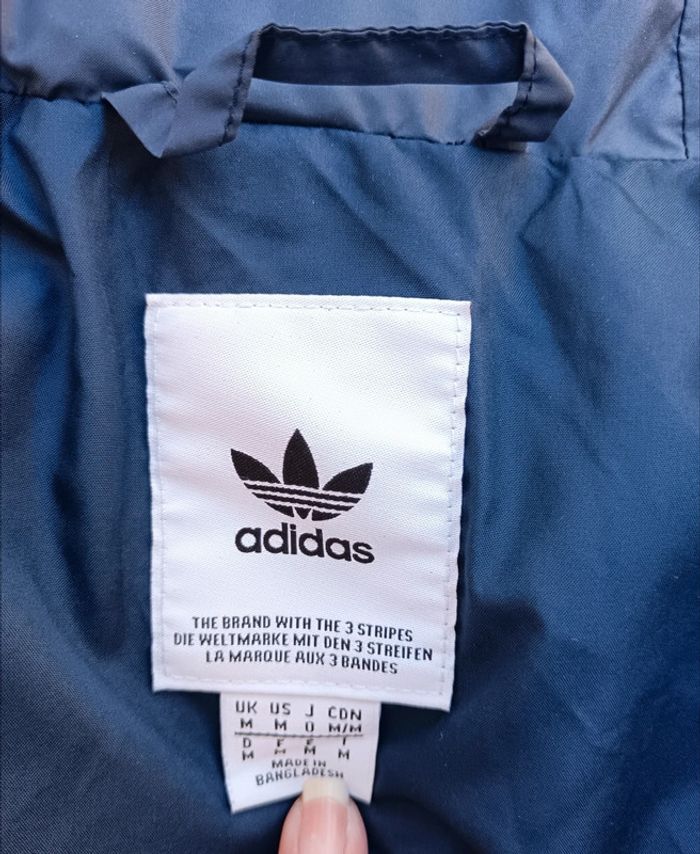 adidas
THE BRAND WITH THE 3 STRIPES
DIE WELTMARKE MIT DEN 3 STREIFEN
LA MARQUE AUX 3 BANDES
UK US J CDN
M M O M/M
D F E I
M M M M
MADE IN
BANGLADESH